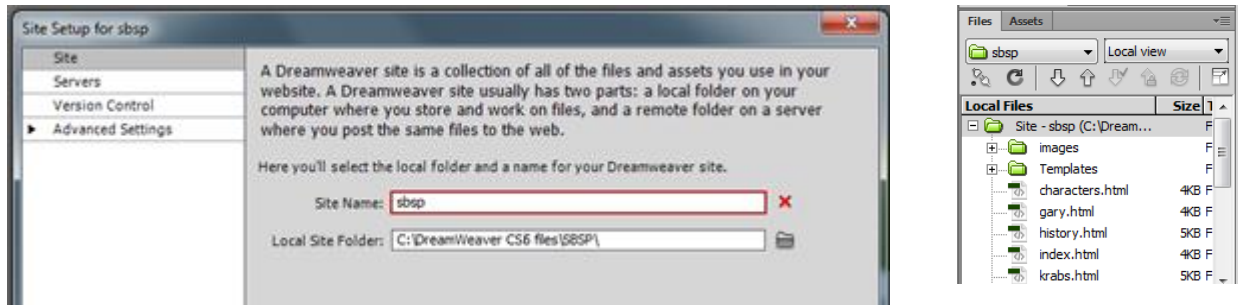 Site Setup for sbsp
Site
Servers
Version Control
Advanced Settings
A Dreamweaver site is a collection of all of the files and assets you use in your
website. A Dreamweaver site usually has two parts: a local folder on your
computer where you store and work on files, and a remote folder on a server
where you post the same files to the web.
Here you'll select the local folder and a name for your Dreamweaver site.
Site Name: sbsp
Local Site Folder: C:\DreamWeaver CS6 files\SBSP\
Files Assets
sbsp Local view
Local Files Size T
Site - sbsp (C:\Dream... F
images F
Templates F
characters.html 4KB F
gary.html 4KB F
history.html 5KB F
index.html 4KB F
krabs.html 5KB F